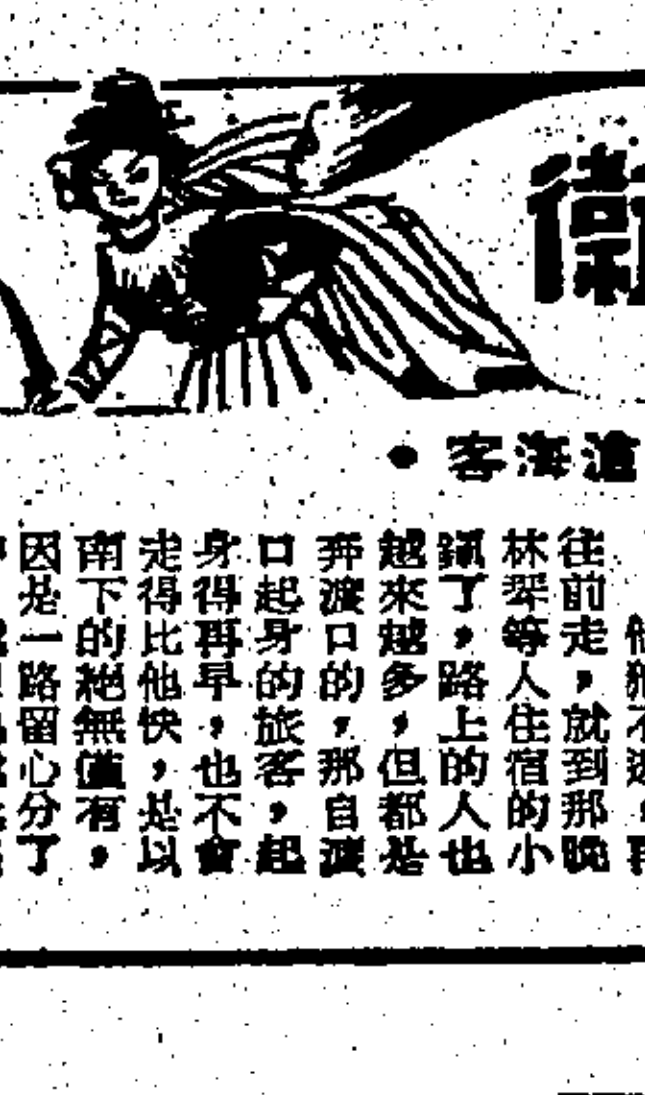 滄海客●
往前走，就到那晚
林等人住宿的小
鎮了，路上的人也
越來越多，但都是
奔渡口的，那自渡
口起身的旅客，起
身得再早，也不會
走得比他快，是以
南下的絕無僅有，
因是一路留心分了